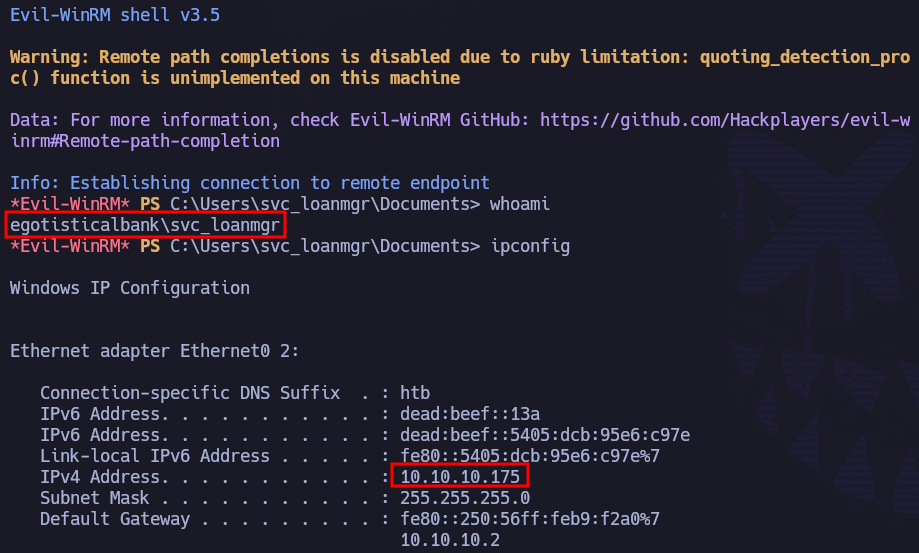 Evil-WinRM shell v3.5
Warning: Remote path completions is disabled due to ruby limitation: quoting_detection_pro
c() function is unimplemented on this machine
Data: For more information, check Evil-WinRM GitHub: https://github.com/Hackplayers/evil-w
inrm#Remote-path-completion
Info: Establishing connection to remote endpoint
*Evil-WinRM* PS C:\Users\svc_loanmgr\Documents> whoami
egotisticalbank\svc_loanmgr
*Evil-WinRM* PS C:\Users\svc_loanmgr\Documents> ipconfig
Windows IP Configuration
Ethernet adapter Ethernet0 2:
Connection-specific DNS Suffix  . : htb
IPv6 Address. . . . . . . . . . . : dead:beef::13a
IPv6 Address. . . . . . . . . . . : dead:beef::5405:dcb:95e6:c97e
Link-local IPv6 Address . . . . . : fe80::5405:dcb:95e6:c97e%7
IPv4 Address. . . . . . . . . . . : 10.10.10.175
Subnet Mask . . . . . . . . . . . : 255.255.255.0
Default Gateway . . . . . . . . . : fe80::250:56ff:feb9:f2a0%7
10.10.10.2